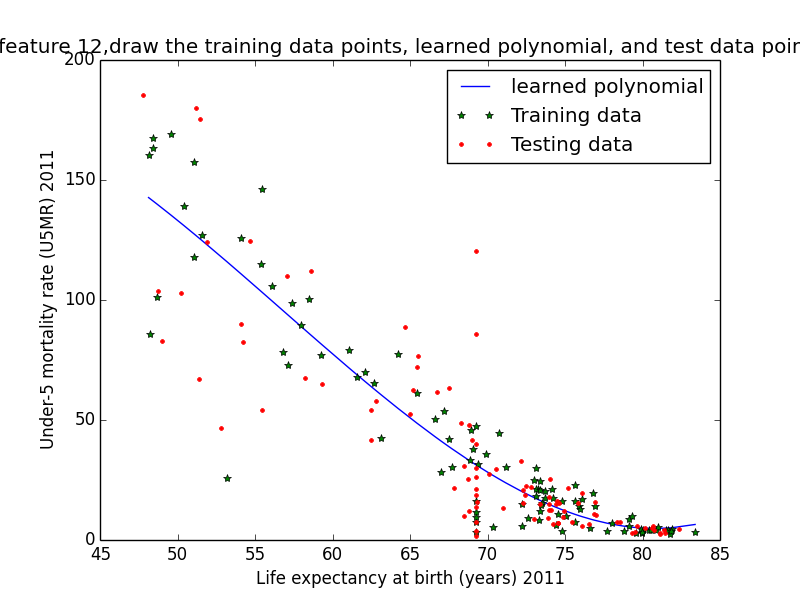 feature 12,draw the training data points, learned polynomial, and test data poin
learned polynomial
Training data
Testing data
200
150
100
50
0
Under-5 mortality rate (U5MR) 2011
45 50 55 60 65 70 75 80 85
Life expectancy at birth (years) 2011